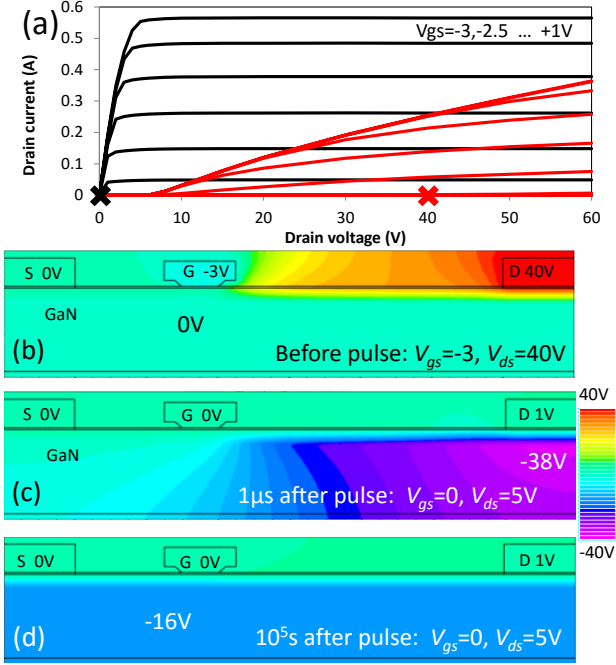 (a)
Vgs=-3,-2.5 ... +1V
Drain current (A)
0.6
0.5
0.4
0.3
0.2
0.1
0
0 10 20 30 40 50 60
Drain voltage (V)
S 0V
G -3V
D 40V
GaN
0V
(b)
Before pulse: Vgs=-3, Vds=40V
S 0V
G 0V
D 1V
GaN
-38V
(c)
1µs after pulse: Vgs=0, Vds=5V
40V
-40V
S 0V
G 0V
D 1V
-16V
(d)
10⁵s after pulse: Vgs=0, Vds=5V